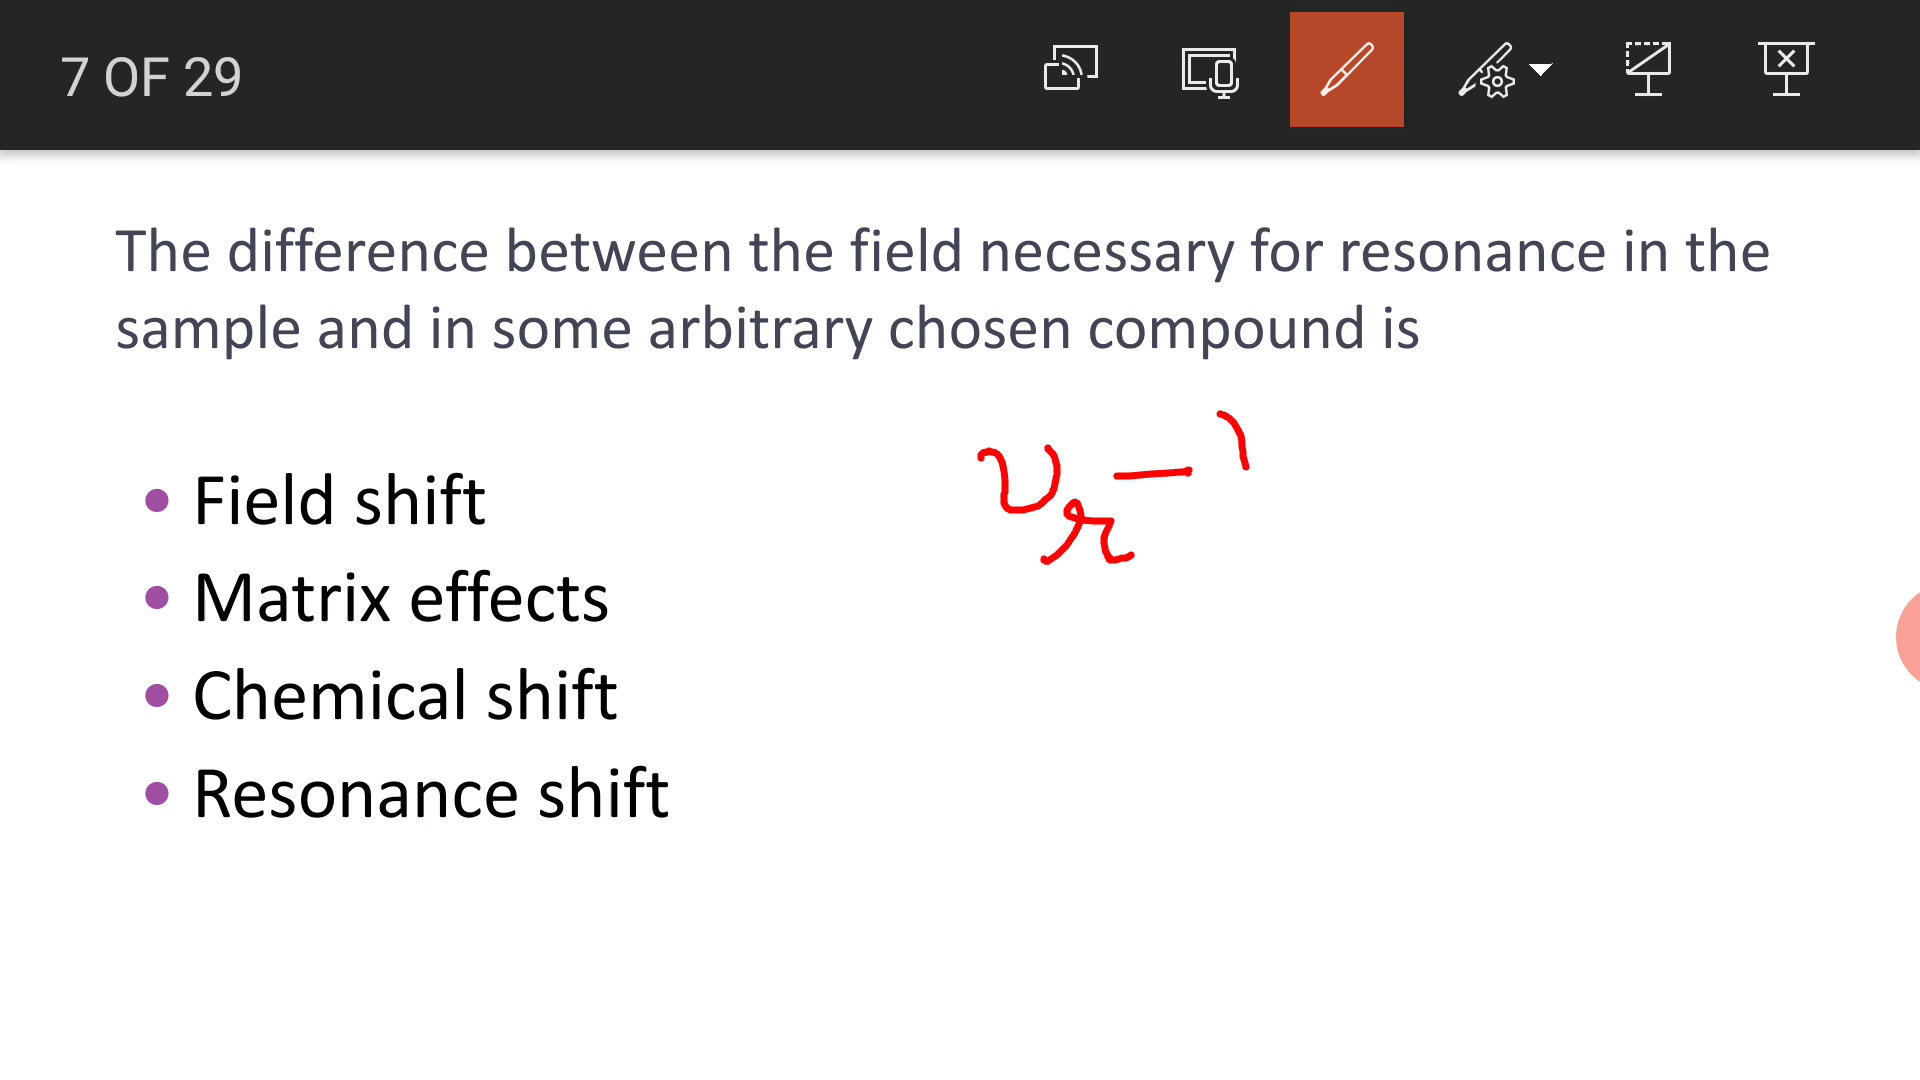 7 OF 29
The difference between the field necessary for resonance in the
sample and in some arbitrary chosen compound is
• Field shift
• Matrix effects
• Chemical shift
• Resonance shift